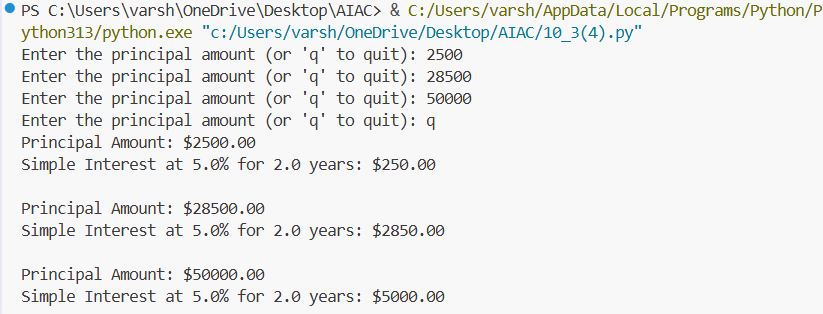 PS C:\Users\varsh\OneDrive\Desktop\AIAC> & C:/Users/varsh/AppData/Local/Programs/Python/P
ython313/python.exe "c:/Users/varsh/OneDrive/Desktop/AIAC/10_3(4).py"
Enter the principal amount (or 'q' to quit): 2500
Enter the principal amount (or 'q' to quit): 28500
Enter the principal amount (or 'q' to quit): 50000
Enter the principal amount (or 'q' to quit): q
Principal Amount: $2500.00
Simple Interest at 5.0% for 2.0 years: $250.00

Principal Amount: $28500.00
Simple Interest at 5.0% for 2.0 years: $2850.00

Principal Amount: $50000.00
Simple Interest at 5.0% for 2.0 years: $5000.00